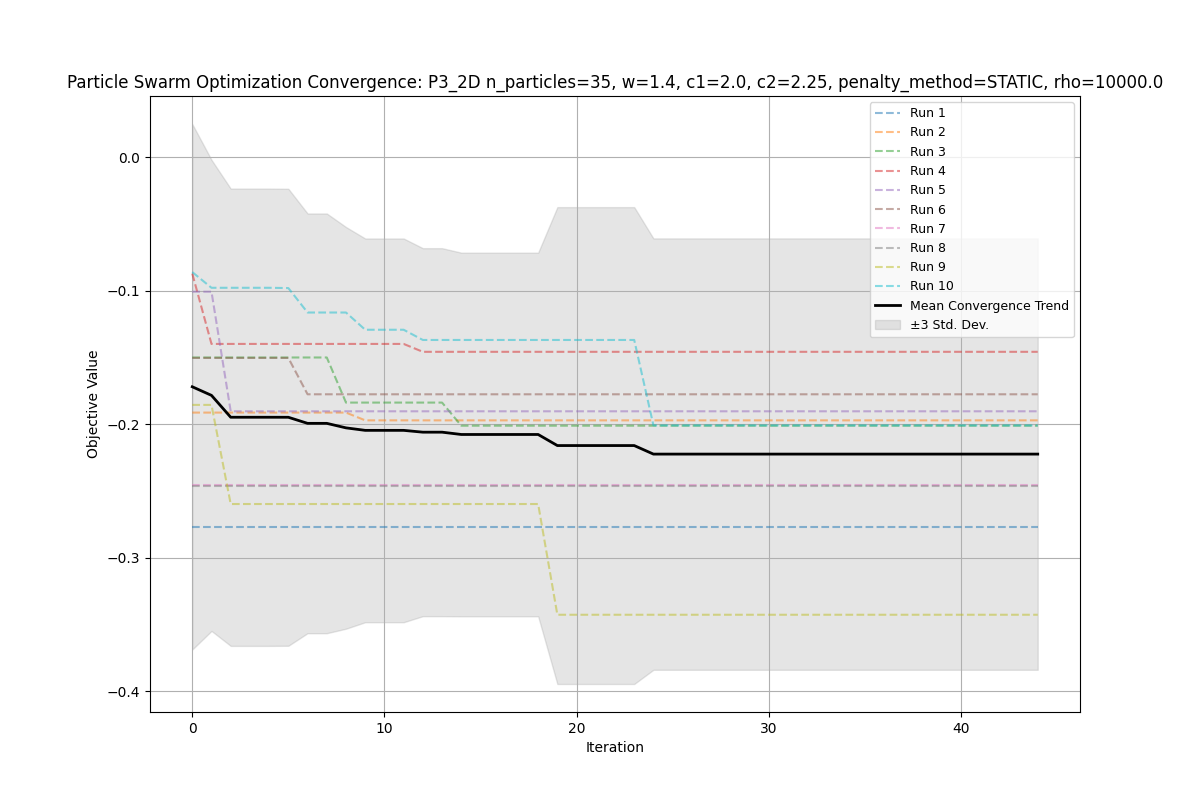 Particle Swarm Optimization Convergence: P3_2D n_particles=35, w=1.4, c1=2.0, c2=2.25, penalty_method=STATIC, rho=10000.0
Objective Value
0.0
−0.1
−0.2
−0.3
−0.4
Run 1
Run 2
Run 3
Run 4
Run 5
Run 6
Run 7
Run 8
Run 9
Run 10
Mean Convergence Trend
±3 Std. Dev.
0 10 20 30 40
Iteration